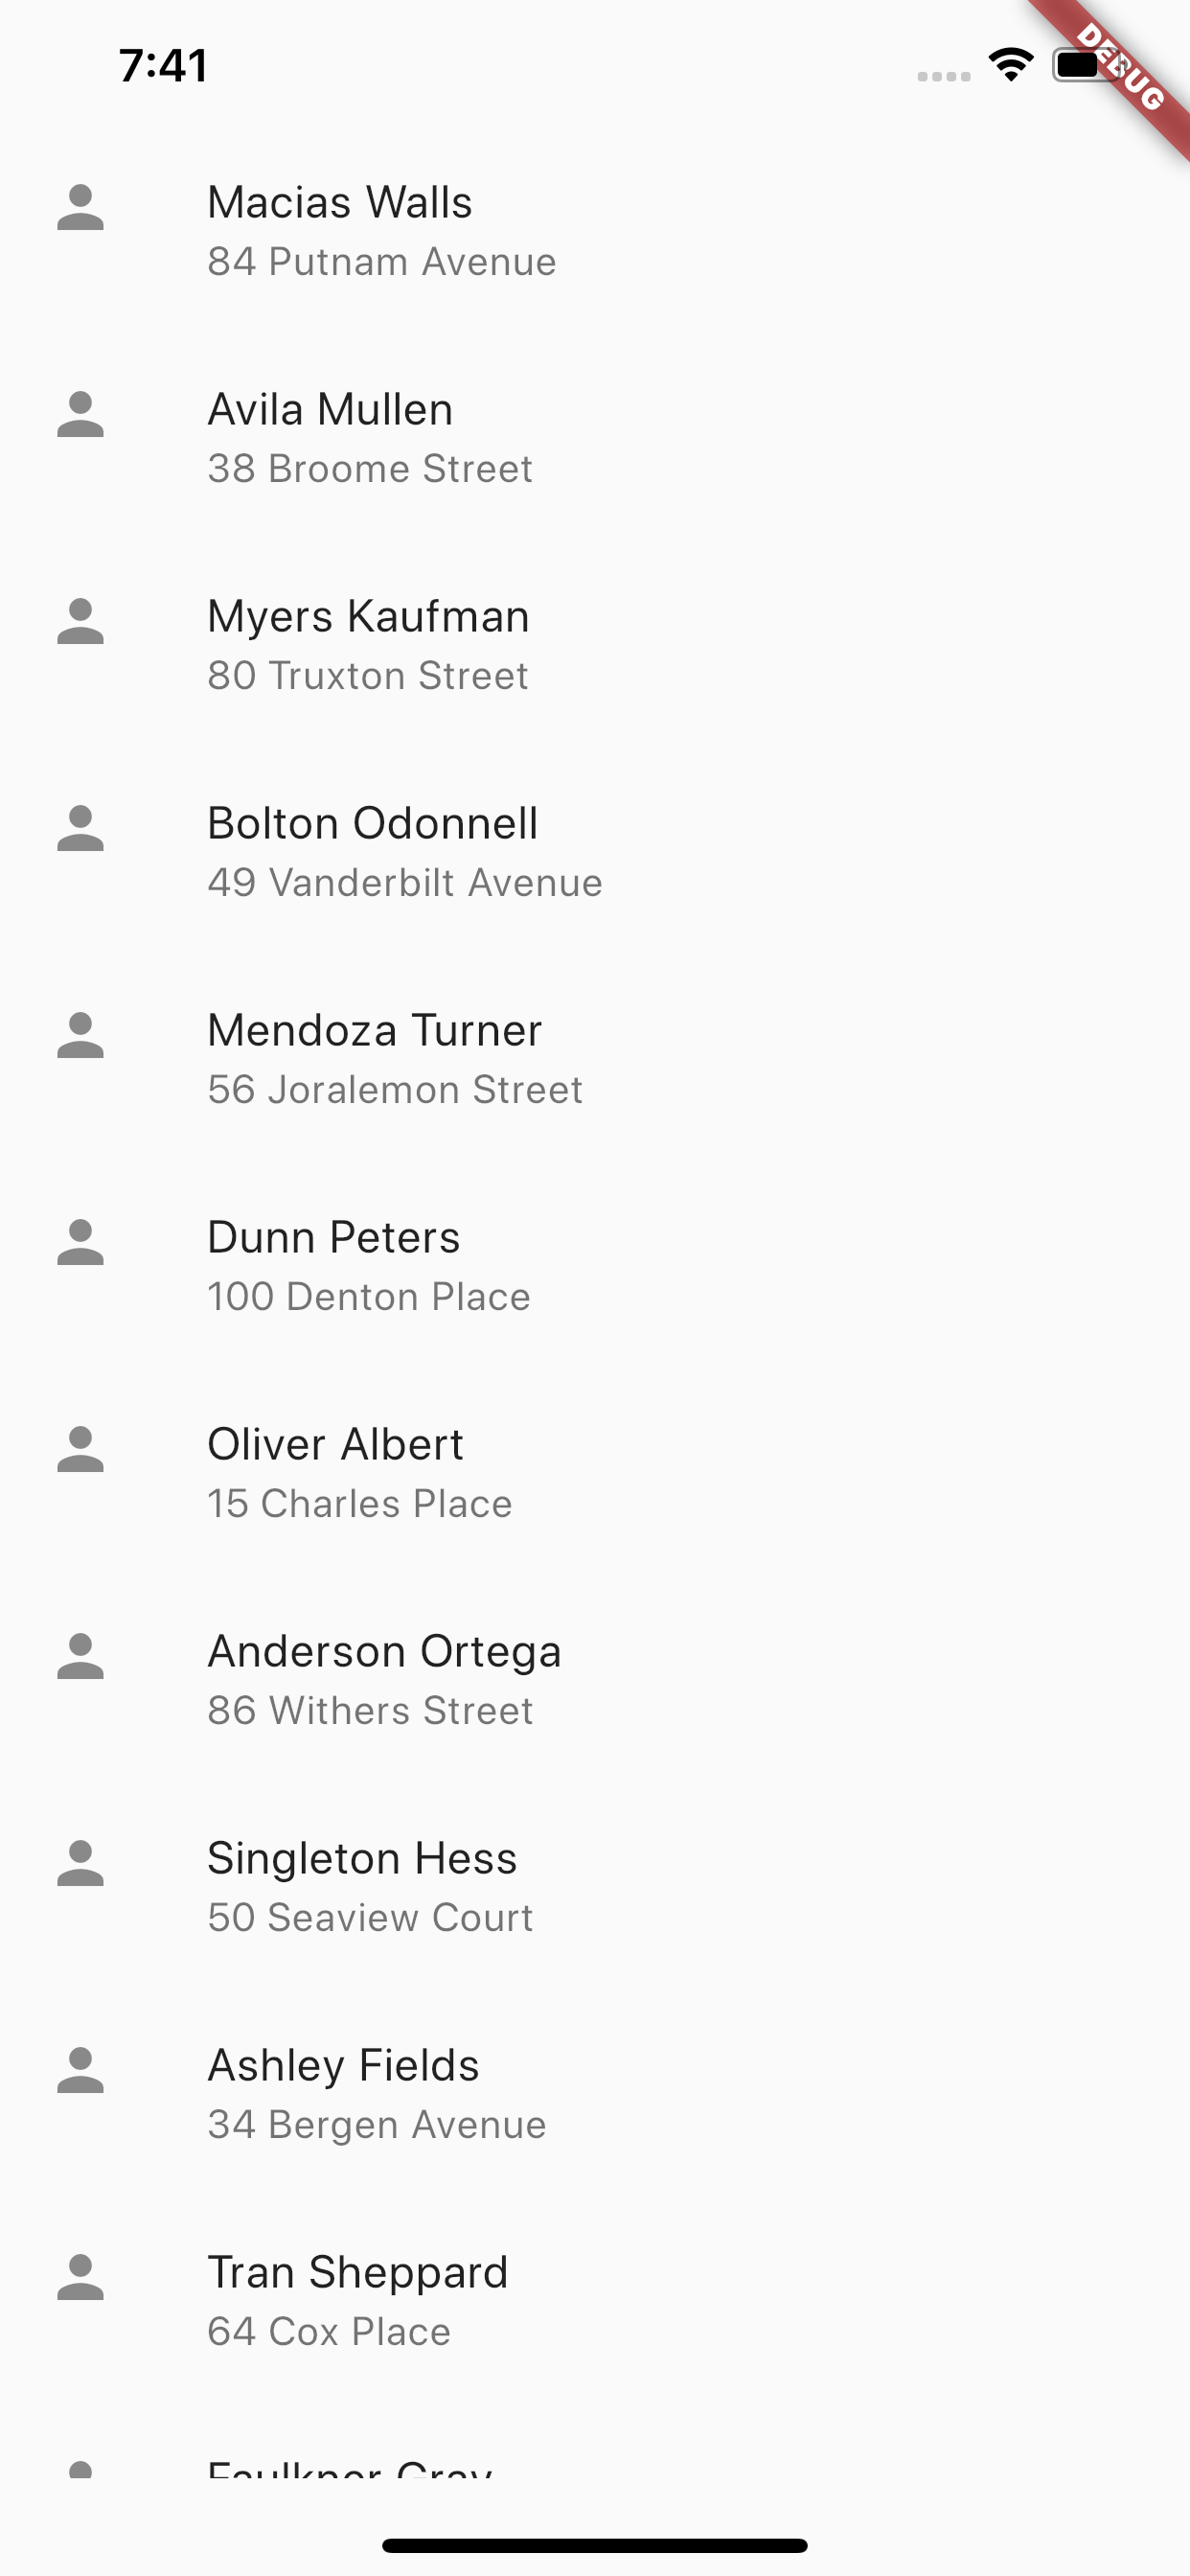 7:41
DEBUG
Macias Walls
84 Putnam Avenue
Avila Mullen
38 Broome Street
Myers Kaufman
80 Truxton Street
Bolton Odonnell
49 Vanderbilt Avenue
Mendoza Turner
56 Joralemon Street
Dunn Peters
100 Denton Place
Oliver Albert
15 Charles Place
Anderson Ortega
86 Withers Street
Singleton Hess
50 Seaview Court
Ashley Fields
34 Bergen Avenue
Tran Sheppard
64 Cox Place
Faulkner Gray